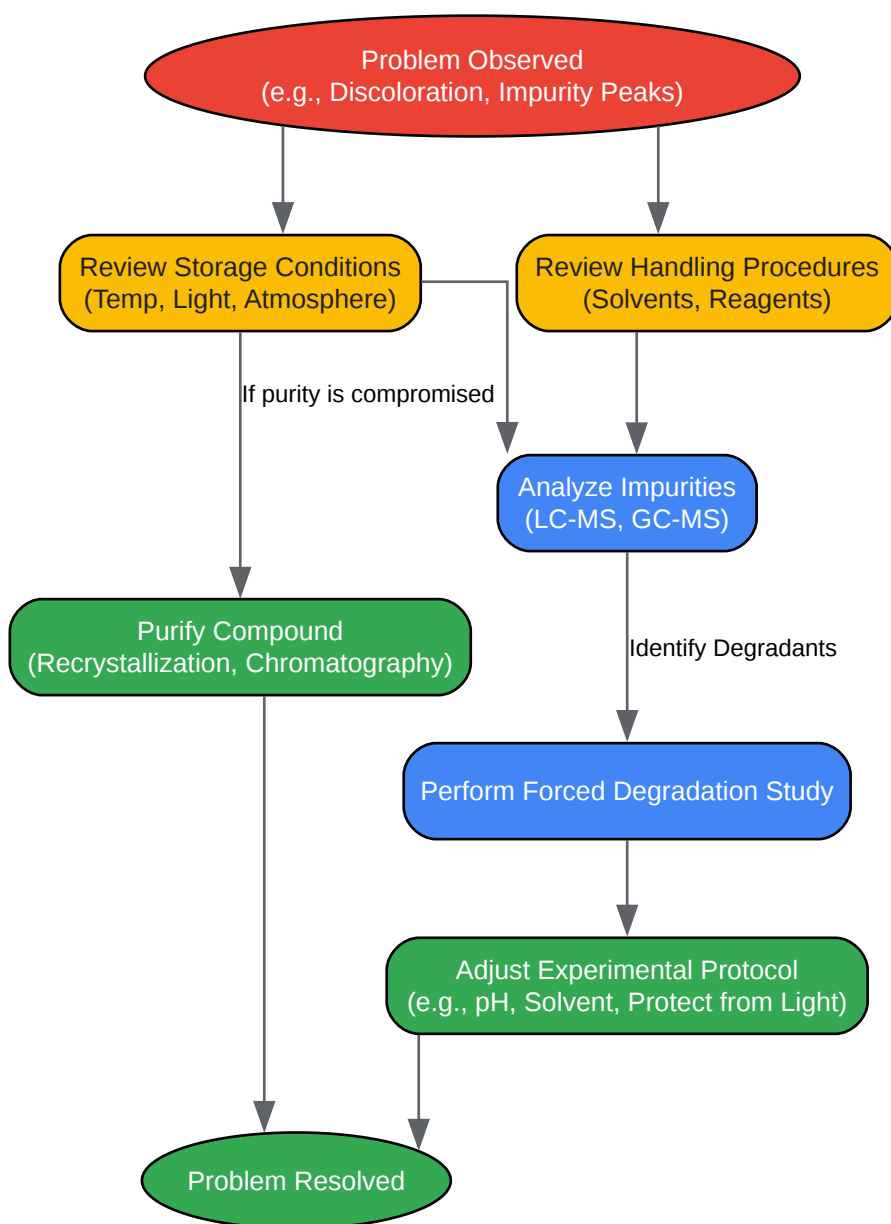 Problem Observed
(e.g., Discoloration, Impurity Peaks)
Review Storage Conditions
(Temp, Light, Atmosphere)
Review Handling Procedures
(Solvents, Reagents)
If purity is compromised
Analyze Impurities
(LC-MS, GC-MS)
Purify Compound
(Recrystallization, Chromatography)
Identify Degradants
Perform Forced Degradation Study
Adjust Experimental Protocol
(e.g., pH, Solvent, Protect from Light)
Problem Resolved